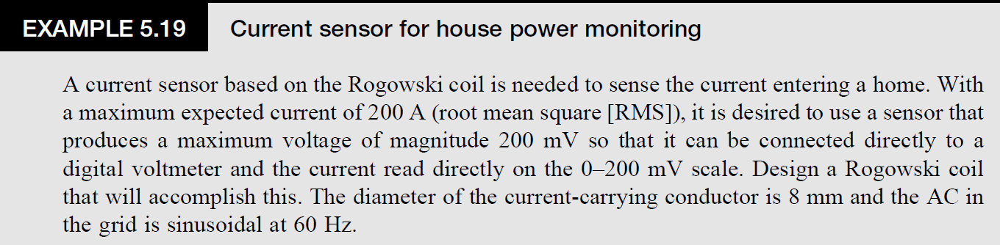 EXAMPLE 5.19 Current sensor for house power monitoring
A current sensor based on the Rogowski coil is needed to sense the current entering a home. With
a maximum expected current of 200 A (root mean square [RMS]), it is desired to use a sensor that
produces a maximum voltage of magnitude 200 mV so that it can be connected directly to a
digital voltmeter and the current read directly on the 0–200 mV scale. Design a Rogowski coil
that will accomplish this. The diameter of the current-carrying conductor is 8 mm and the AC in
the grid is sinusoidal at 60 Hz.